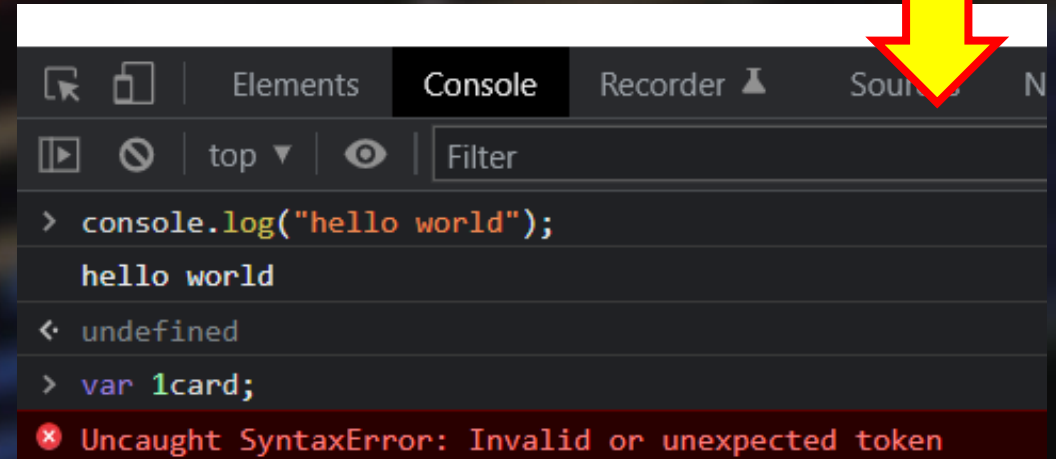 Elements Console Recorder Sources N
top Filter
> console.log("hello world");
hello world
undefined
> var 1card;
Uncaught SyntaxError: Invalid or unexpected token